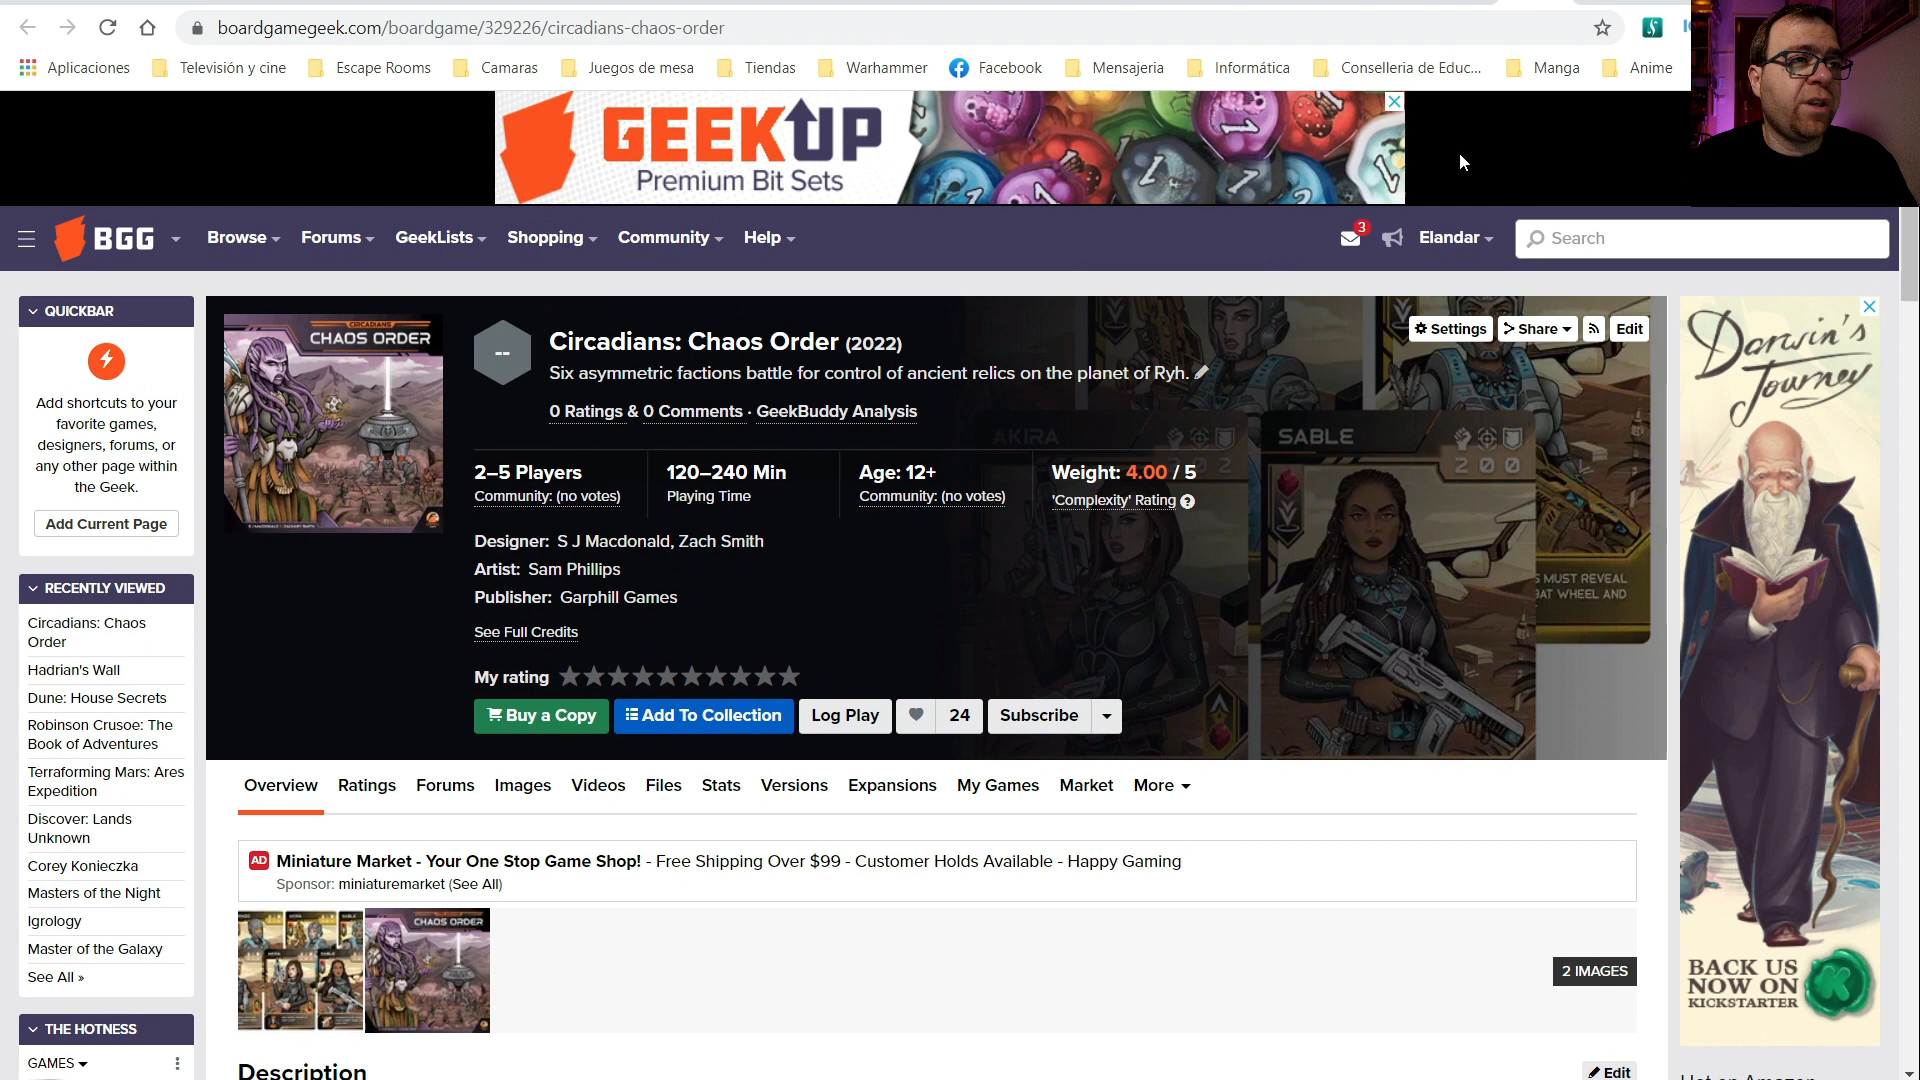 boardgamegeek.com/boardgame/329226/circadians-chaos-order
Aplicaciones
Televisión y cine
Escape Rooms
Camaras
Juegos de mesa
Tiendas
Warhammer
Facebook
Mensajeria
Informática
Conselleria de Educ...
Manga
Anime
GEEKUP
Premium Bit Sets
BGG
Browse
Forums
GeekLists
Shopping
Community
Help
3
Elandar
Search
QUICKBAR
Add shortcuts to your
favorite games,
designers, forums, or
any other page within
the Geek.
Add Current Page
RECENTLY VIEWED
Circadians: Chaos
Order
Hadrian's Wall
Dune: House Secrets
Robinson Crusoe: The
Book of Adventures
Terraforming Mars: Ares
Expedition
Discover: Lands
Unknown
Corey Konieczka
Masters of the Night
Igrology
Master of the Galaxy
See All »
THE HOTNESS
GAMES
CIRCADIANS
CHAOS ORDER
--
Circadians: Chaos Order (2022)
Six asymmetric factions battle for control of ancient relics on the planet of Ryh.
0 Ratings & 0 Comments · GeekBuddy Analysis
Settings
Share
Edit
2–5 Players
Community: (no votes)
120–240 Min
Playing Time
Age: 12+
Community: (no votes)
Weight: 4.00 / 5
'Complexity' Rating ?
AKIRA
SABLE
2 0 0
S MUST REVEAL
BAT WHEEL AND
Designer: S J Macdonald, Zach Smith
Artist: Sam Phillips
Publisher: Garphill Games
See Full Credits
My rating
Buy a Copy
Add To Collection
Log Play
24
Subscribe
Overview
Ratings
Forums
Images
Videos
Files
Stats
Versions
Expansions
My Games
Market
More
AD Miniature Market - Your One Stop Game Shop! - Free Shipping Over $99 - Customer Holds Available - Happy Gaming
Sponsor: miniaturemarket (See All)
CHAOS ORDER
2 IMAGES
Description
Edit
Darwin's
Journey
BACK US
NOW ON
KICKSTARTER
K